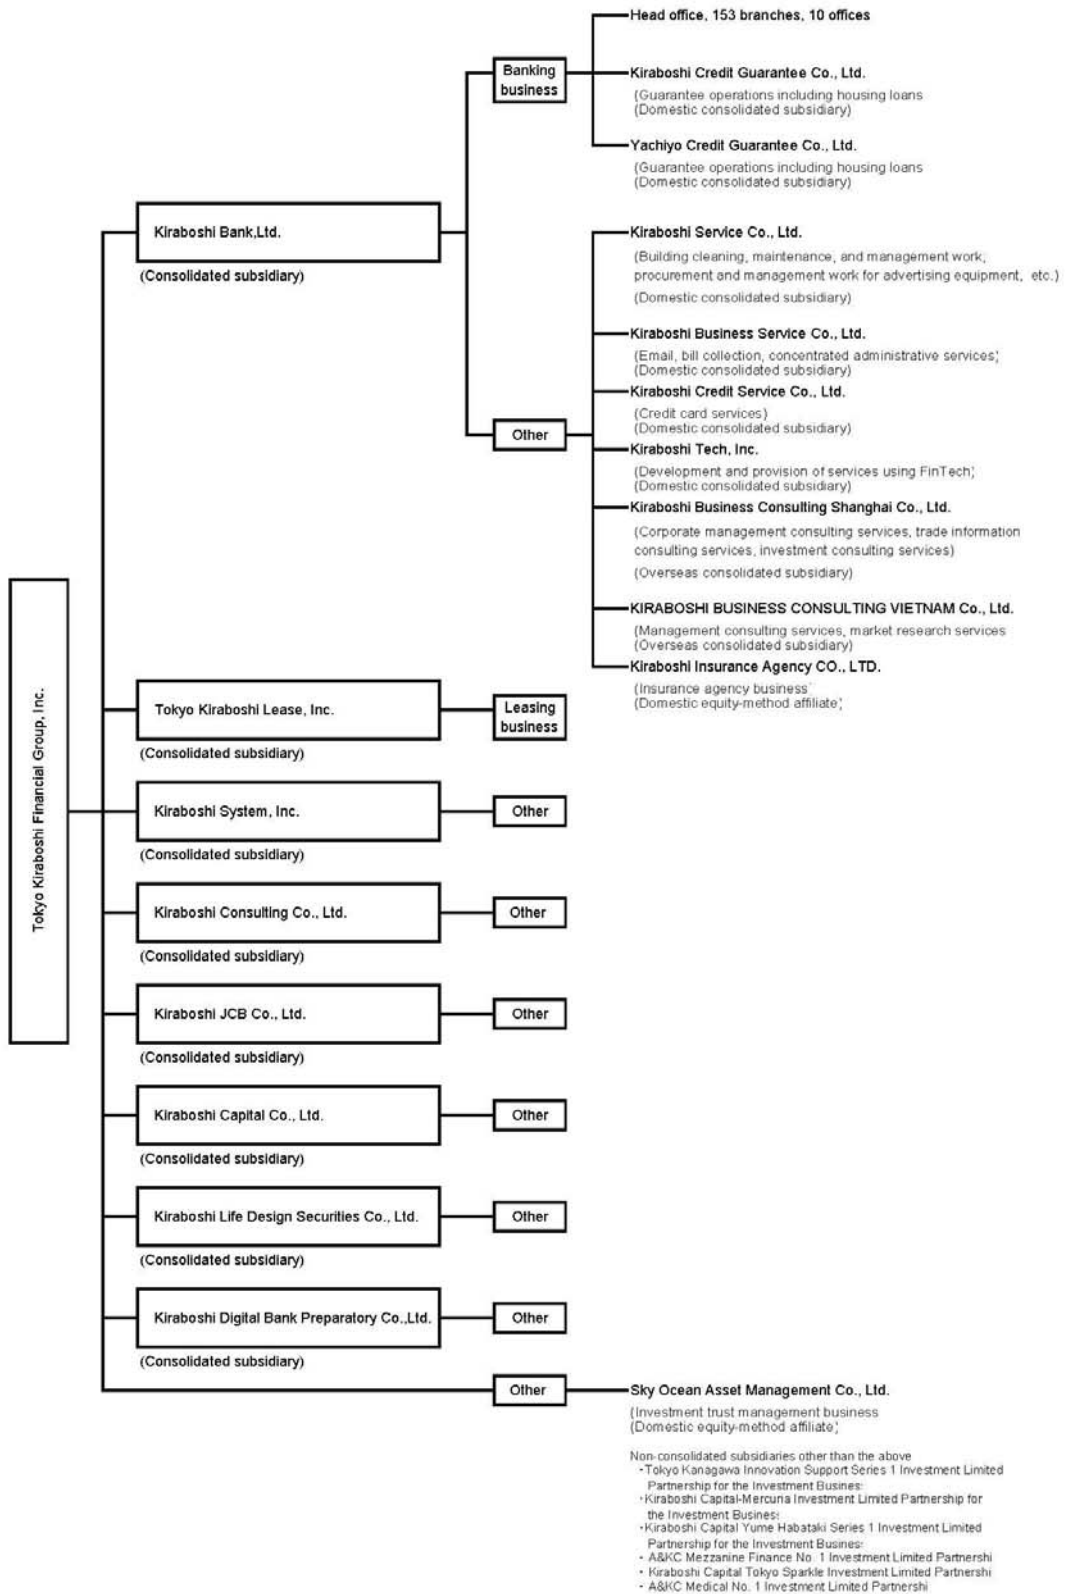 Head office, 153 branches, 10 offices
Banking
business
Kiraboshi Credit Guarantee Co., Ltd.
(Guarantee operations including housing loans
(Domestic consolidated subsidiary)
Yachiyo Credit Guarantee Co., Ltd.
(Guarantee operations including housing loans
(Domestic consolidated subsidiary)
Kiraboshi Bank,Ltd.
(Consolidated subsidiary)
Kiraboshi Service Co., Ltd.
(Building cleaning, maintenance, and management work;
procurement and management work for advertising equipment, etc.)
(Domestic consolidated subsidiary)
Kiraboshi Business Service Co., Ltd.
(Email, bill collection, concentrated administrative services;
(Domestic consolidated subsidiary)
Kiraboshi Credit Service Co., Ltd.
(Credit card services)
(Domestic consolidated subsidiary)
Other
Kiraboshi Tech, Inc.
(Development and provision of services using FinTech;
(Domestic consolidated subsidiary)
Kiraboshi Business Consulting Shanghai Co., Ltd.
(Corporate management consulting services, trade information
consulting services, investment consulting services)
(Overseas consolidated subsidiary)
KIRABOSHI BUSINESS CONSULTING VIETNAM Co., Ltd.
(Management consulting services, market research services
(Overseas consolidated subsidiary)
Kiraboshi Insurance Agency CO., LTD.
(Insurance agency business
(Domestic equity-method affiliate;
Tokyo Kiraboshi Financial Group, Inc.
Tokyo Kiraboshi Lease, Inc.
(Consolidated subsidiary)
Leasing
business
Kiraboshi System, Inc.
(Consolidated subsidiary)
Other
Kiraboshi Consulting Co., Ltd.
(Consolidated subsidiary)
Other
Kiraboshi JCB Co., Ltd.
(Consolidated subsidiary)
Other
Kiraboshi Capital Co., Ltd.
(Consolidated subsidiary)
Other
Kiraboshi Life Design Securities Co., Ltd.
(Consolidated subsidiary)
Other
Kiraboshi Digital Bank Preparatory Co.,Ltd.
(Consolidated subsidiary)
Other
Other
Sky Ocean Asset Management Co., Ltd.
(Investment trust management business
(Domestic equity-method affiliate;
Non-consolidated subsidiaries other than the above
・Tokyo Kanagawa Innovation Support Series 1 Investment Limited
Partnership for the Investment Busines
・Kiraboshi Capital-Mercuria Investment Limited Partnership for
the Investment Busines
・Kiraboshi Capital Yume Habataki Series 1 Investment Limited
Partnership for the Investment Busines
・ A&KC Mezzanine Finance No. 1 Investment Limited Partnershi
・ Kiraboshi Capital Tokyo Sparkle Investment Limited Partnershi
・ A&KC Medical No. 1 Investment Limited Partnershi